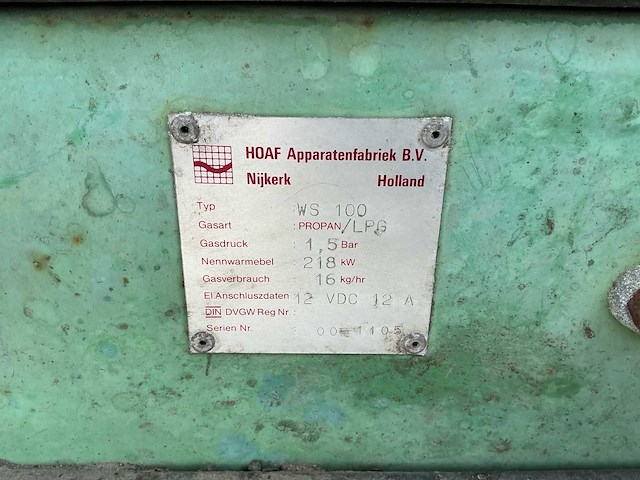 HOAF Apparatenfabriek B.V.
Nijkerk Holland
Typ WS 100
Gasart : PROPAN/LPG
Gasdruck : 1,5 Bar
Nennwarmebel : 218 kW
Gasverbrauch : 16 kg/hr
El.Anschluszdaten 12 VDC 12 A
DIN DVGW Reg Nr :
Serien Nr.